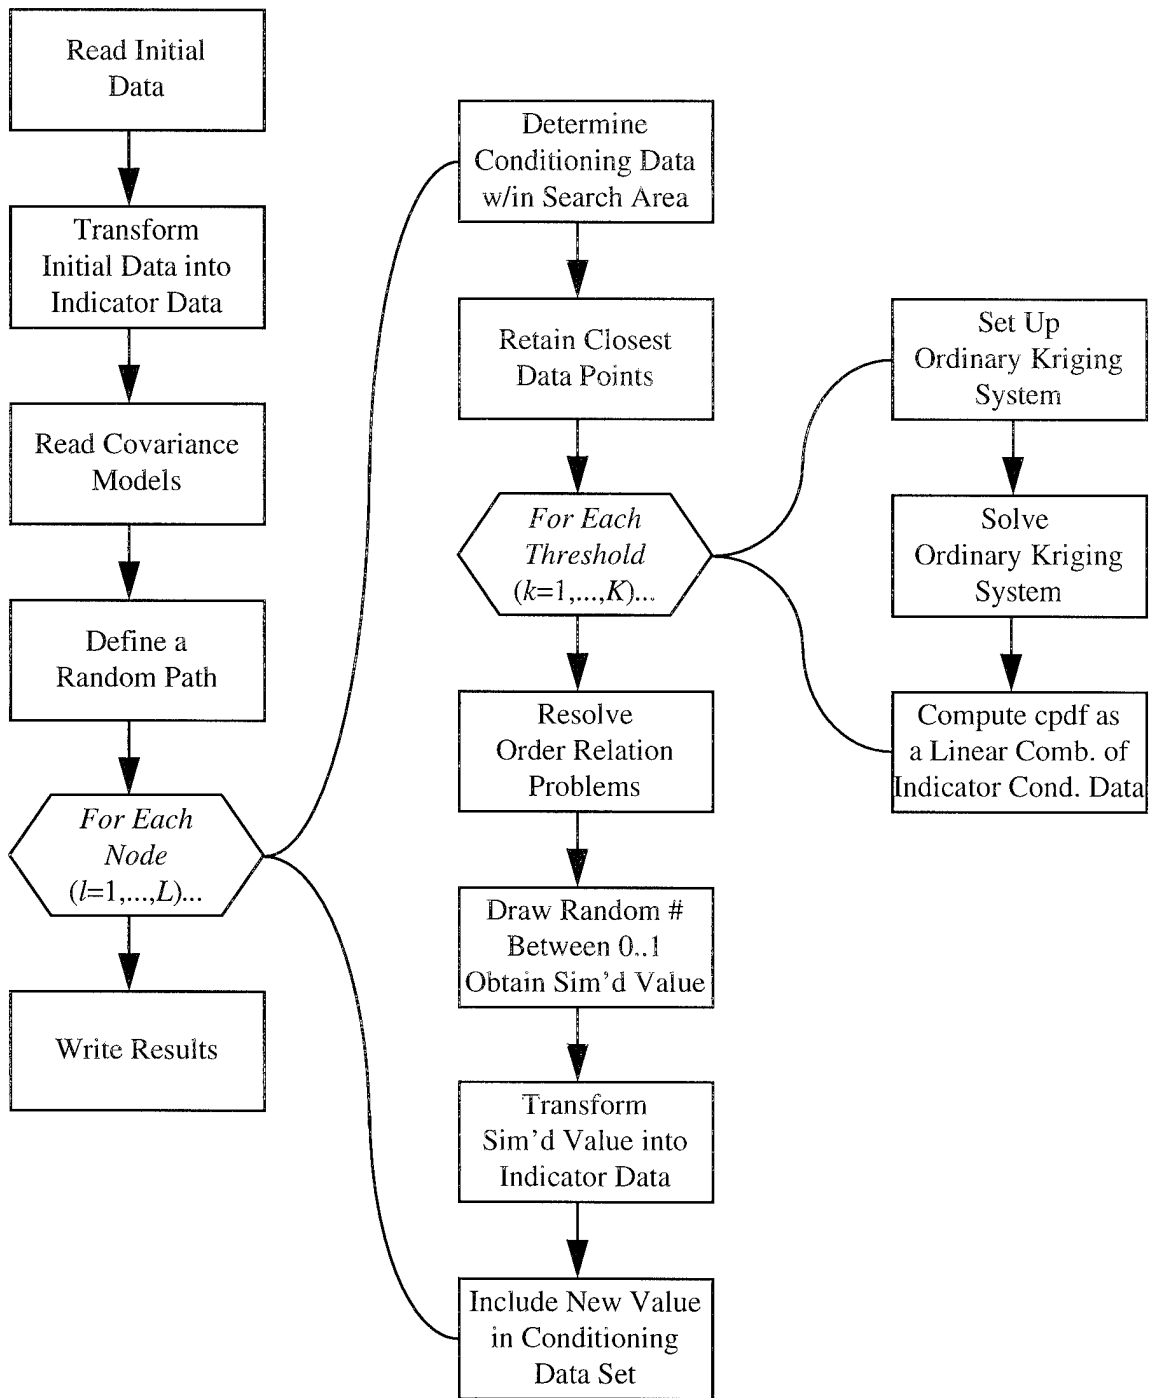 Read Initial
Data
Transform
Initial Data into
Indicator Data
Read Covariance
Models
Define a
Random Path
For Each
Node
(l=1,...,L)...
Write Results
Determine
Conditioning Data
w/in Search Area
Retain Closest
Data Points
For Each
Threshold
(k=1,...,K)...
Resolve
Order Relation
Problems
Draw Random #
Between 0..1
Obtain Sim'd Value
Transform
Sim'd Value into
Indicator Data
Include New Value
in Conditioning
Data Set
Set Up
Ordinary Kriging
System
Solve
Ordinary Kriging
System
Compute cpdf as
a Linear Comb. of
Indicator Cond. Data